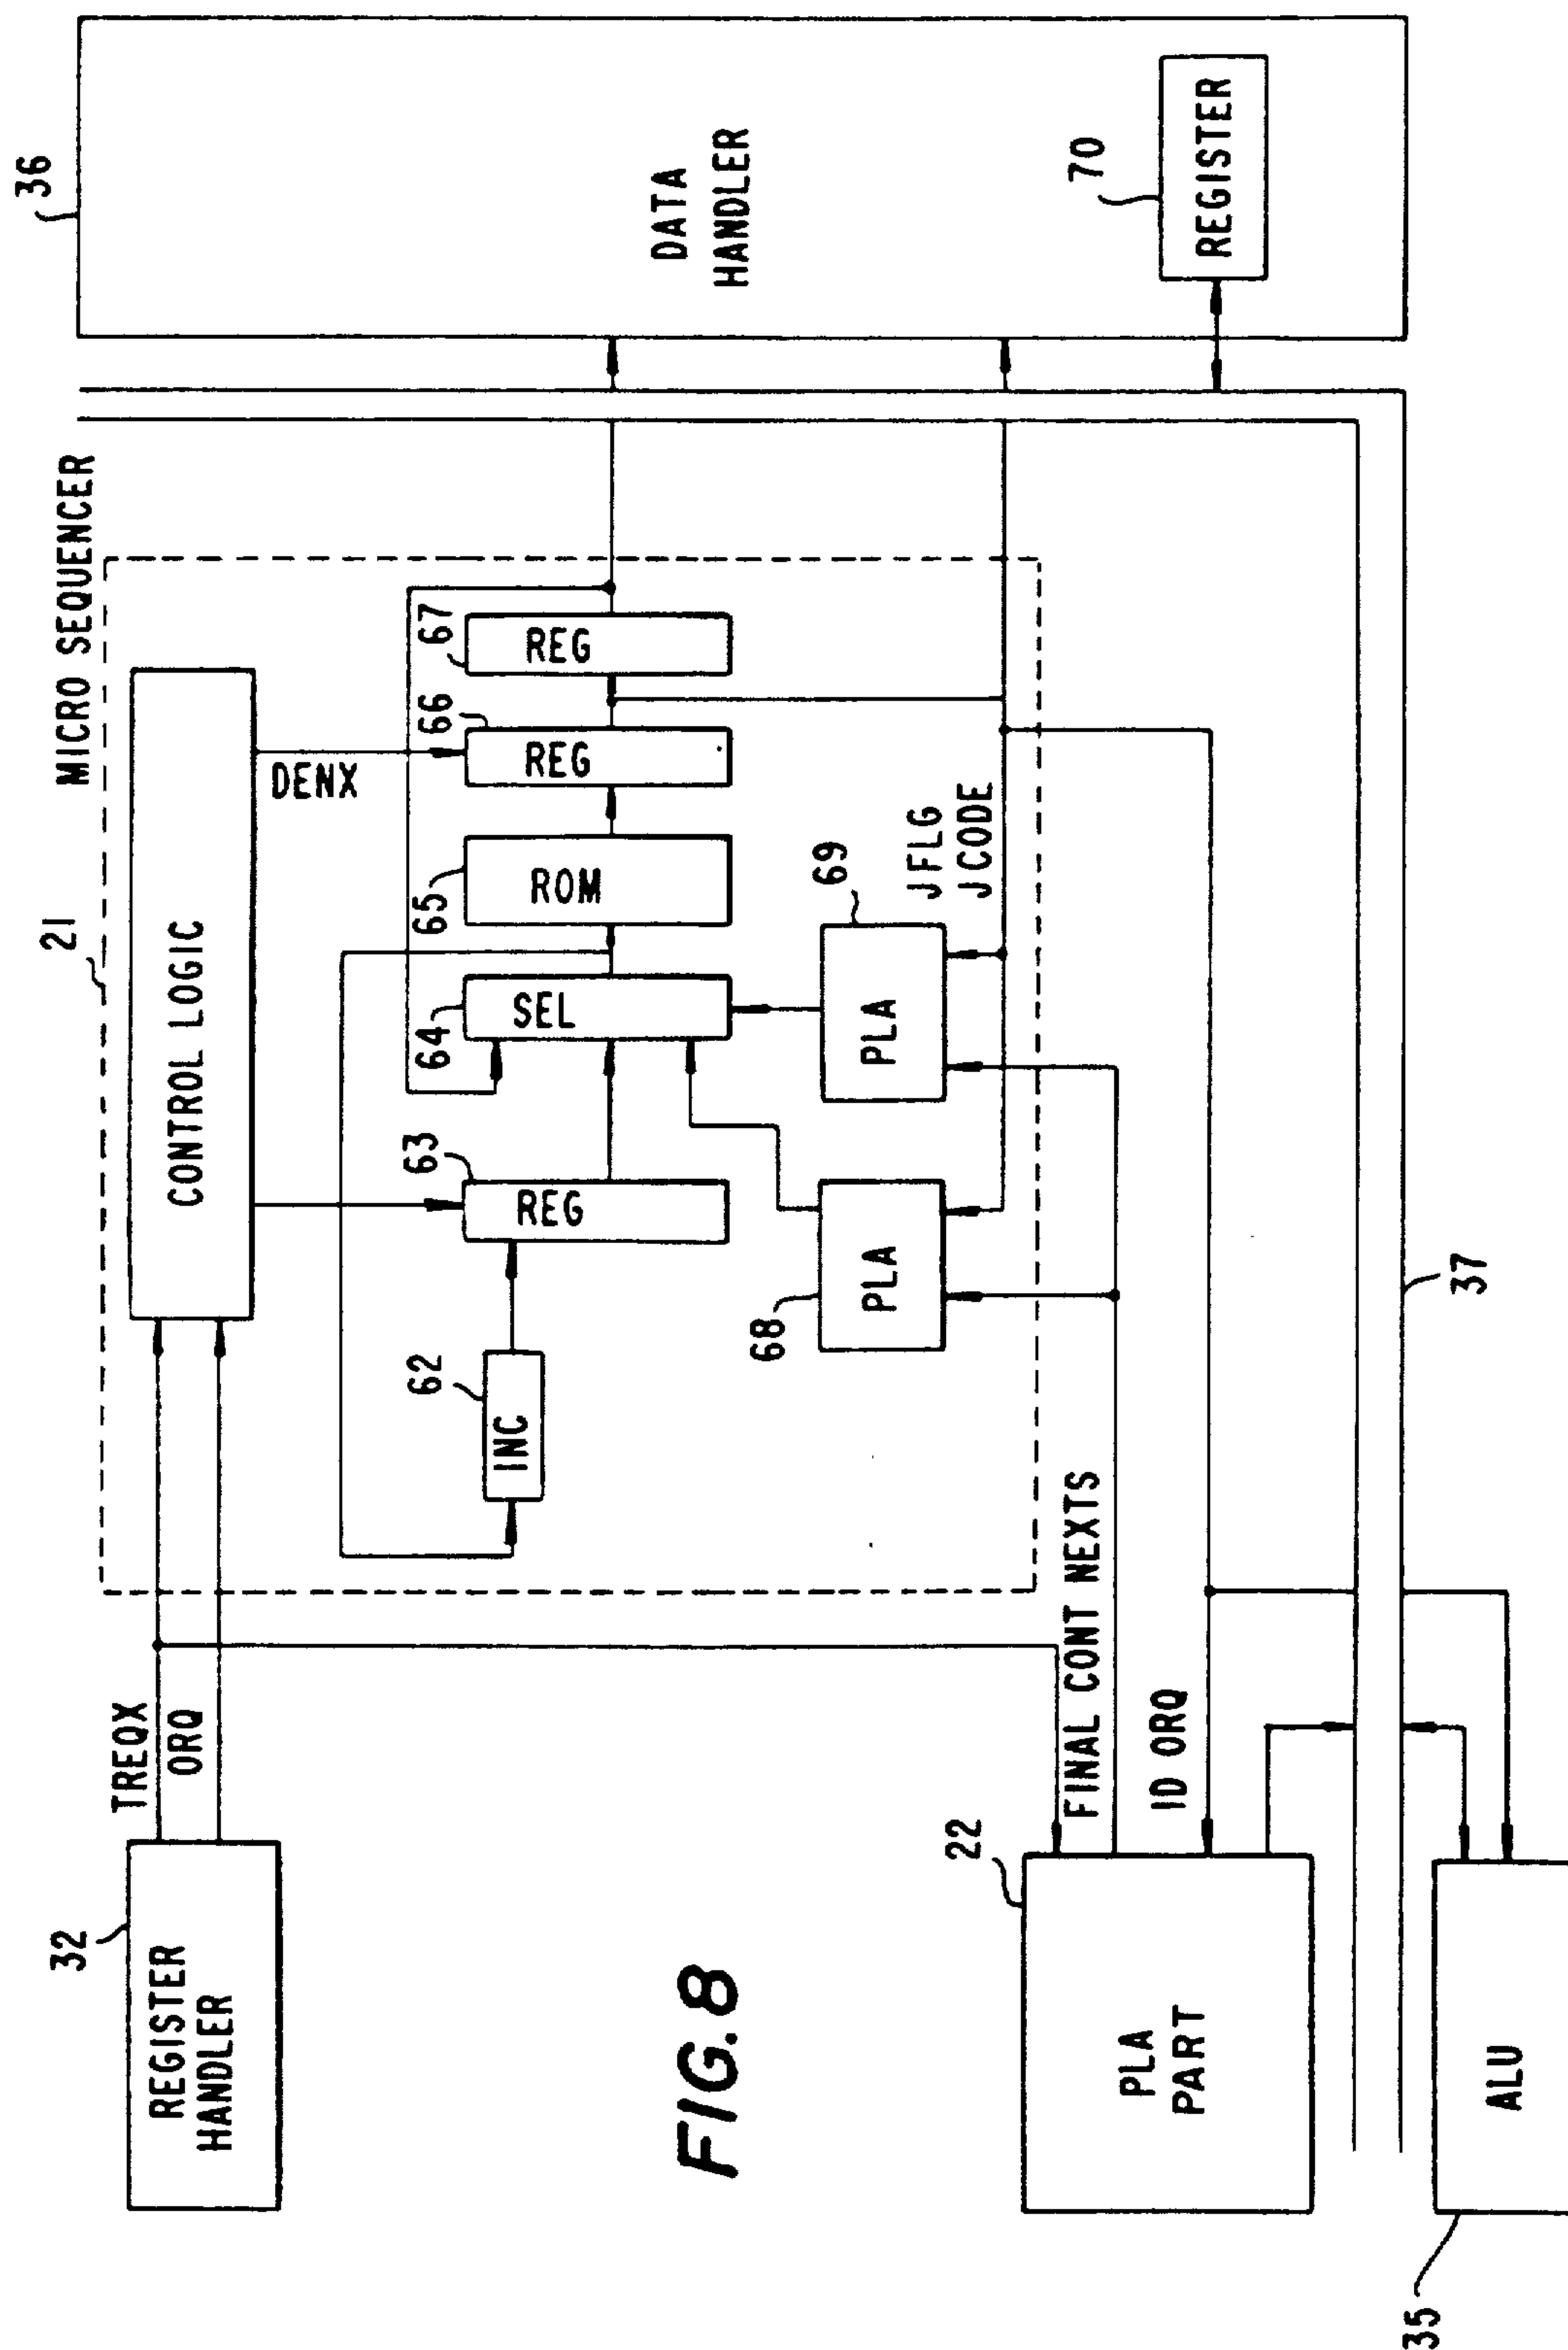 36
DATA
HANDLER
70
REGISTER
MICRO SEQUENCER
21
CONTROL LOGIC
DENX
67
REG
66
REG
65
ROM
64
SEL
63
REG
62
INC
69
PLA
68
PLA
JFLG
JCODE
37
TREQX
ORQ
32
REGISTER
HANDLER
FINAL CONT NEXTS
ID ORQ
22
PLA
PART
ALU
35
FIG. 8